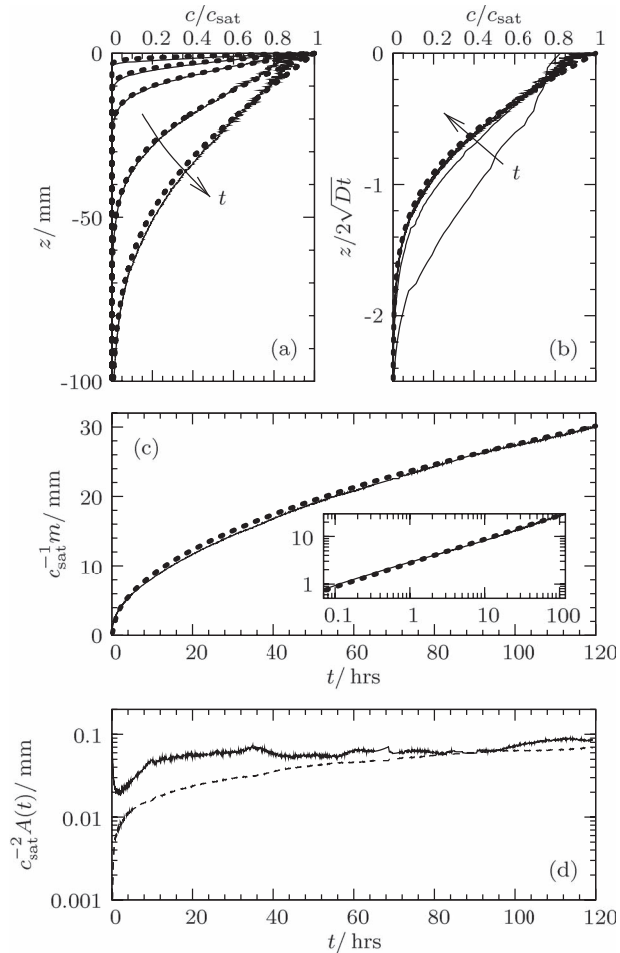 c/c_sat
0 0.2 0.4 0.6 0.8 1
0
-50
-100
z/ mm
t
(a)
c/c_sat
0 0.2 0.4 0.6 0.8 1
0
-1
-2
z/2√Dt
t
(b)
(c)
30
20
10
0
c_sat^-1 m/ mm
10
1
0.1 1 10 100
0 20 40 60 80 100 120
t/ hrs
0.1
0.01
0.001
c_sat^-2 A(t)/ mm
(d)
0 20 40 60 80 100 120
t/ hrs